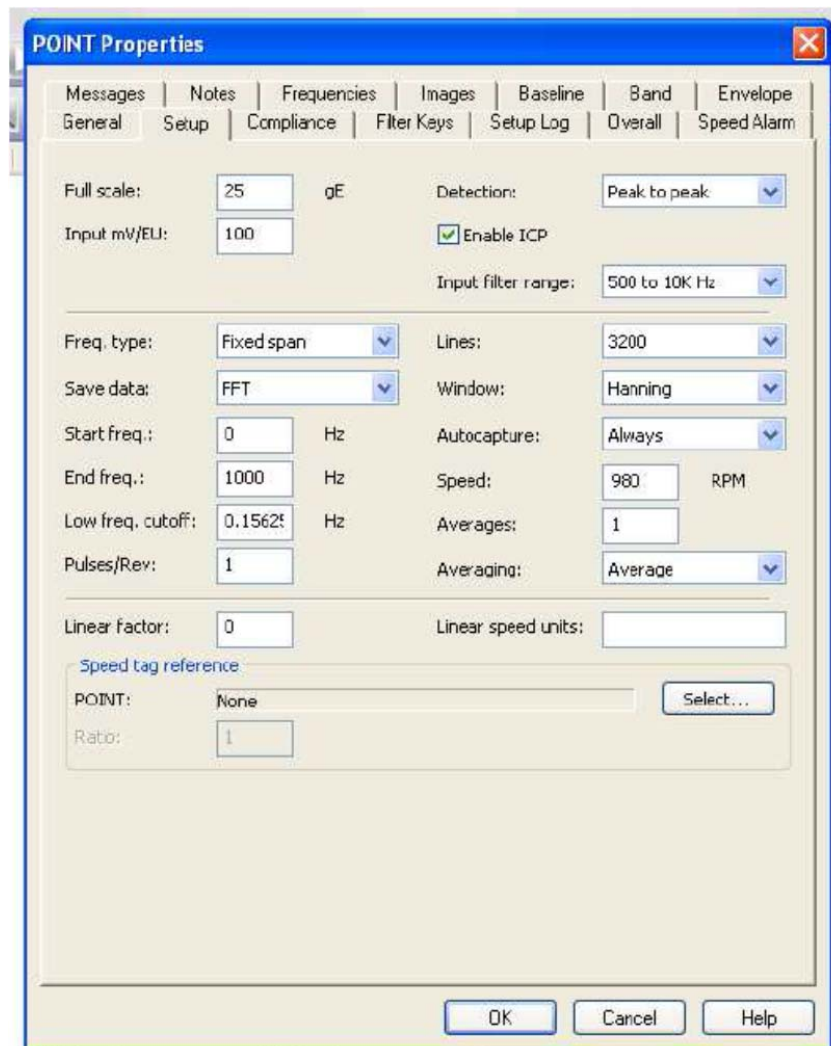 POINT Properties
Messages Notes Frequencies Images Baseline Band Envelope
General Setup Compliance Filter Keys Setup Log Overall Speed Alarm
Full scale: 25 gE Detection: Peak to peak
Input mV/EU: 100 Enable ICP
Input filter range: 500 to 10K Hz
Freq. type: Fixed span Lines: 3200
Save data: FFT Window: Hanning
Start freq.: 0 Hz Autocapture: Always
End freq.: 1000 Hz Speed: 980 RPM
Low freq. cutoff: 0.15625 Hz Averages: 1
Pulses/Rev: 1 Averaging: Average
Linear factor: 0 Linear speed units:
Speed tag reference
POINT: None Select...
Ratio: 1
OK Cancel Help